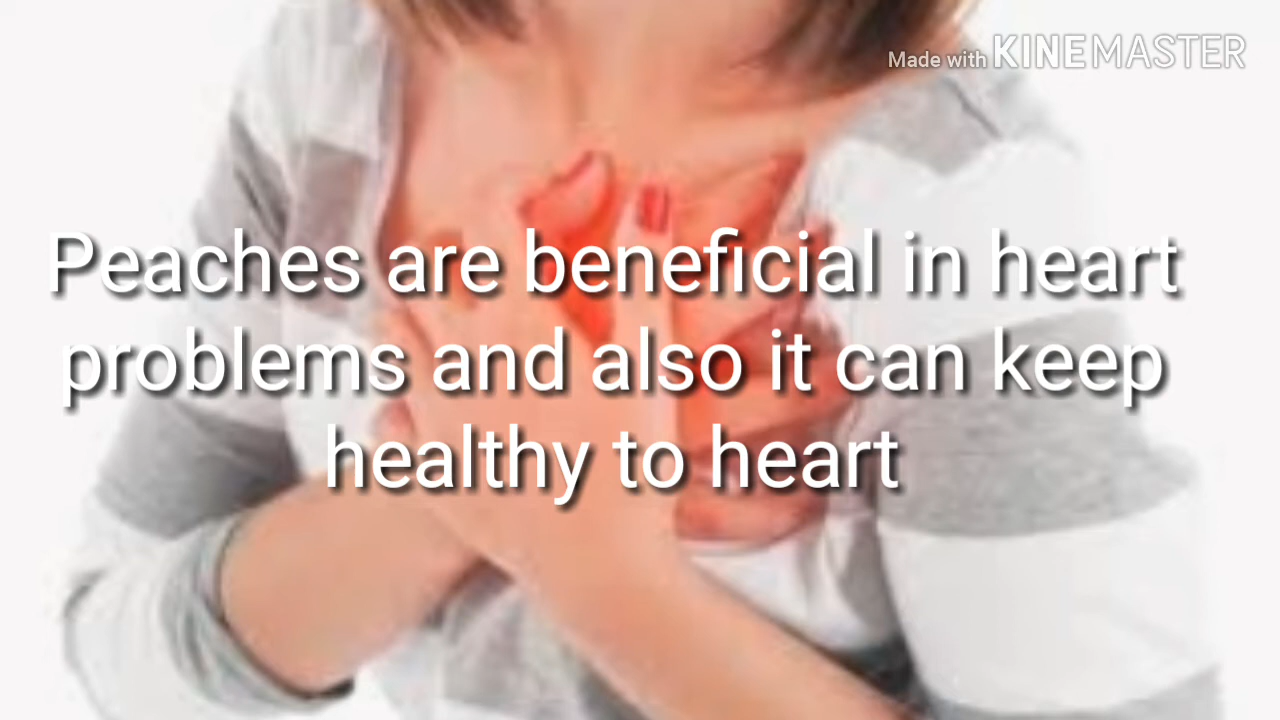 Made with KINEMASTER
Peaches are beneficial in heart
problems and also it can keep
healthy to heart